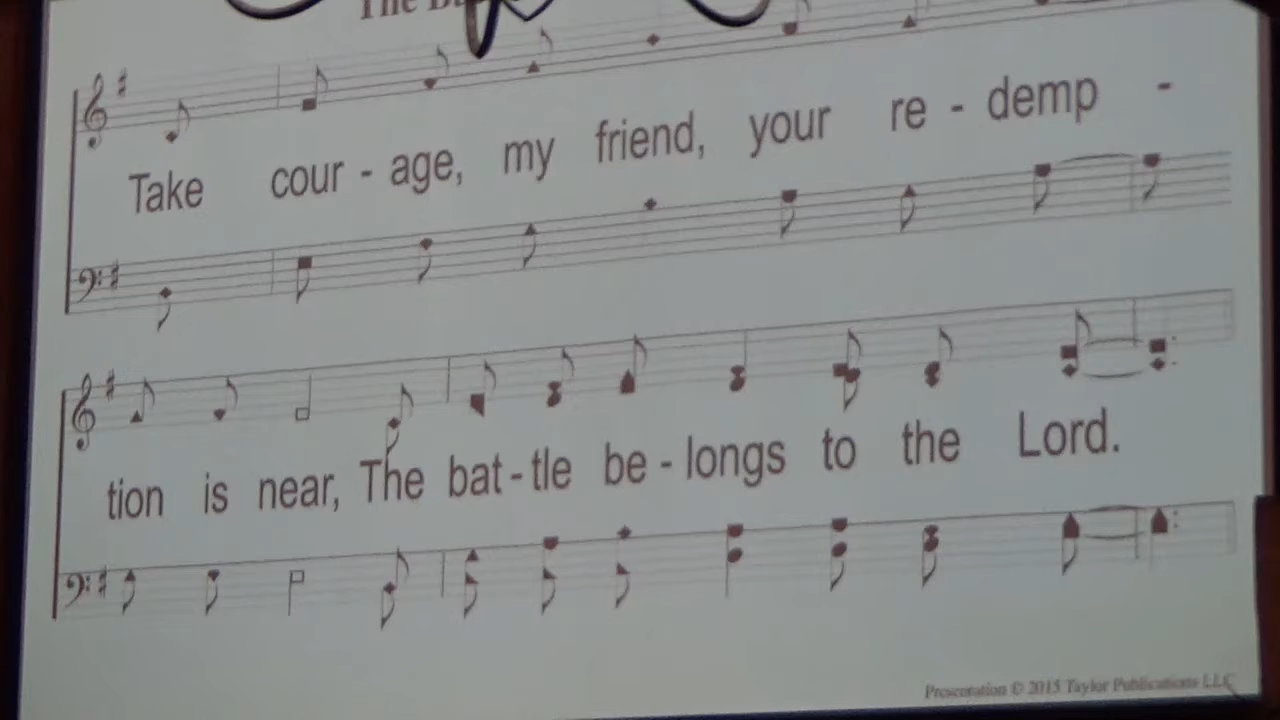 The
Take cour - age, my friend, your re - demp -
tion is near, The bat - tle be - longs to the Lord.
Presentation © 2015 Taylor Publications LLC